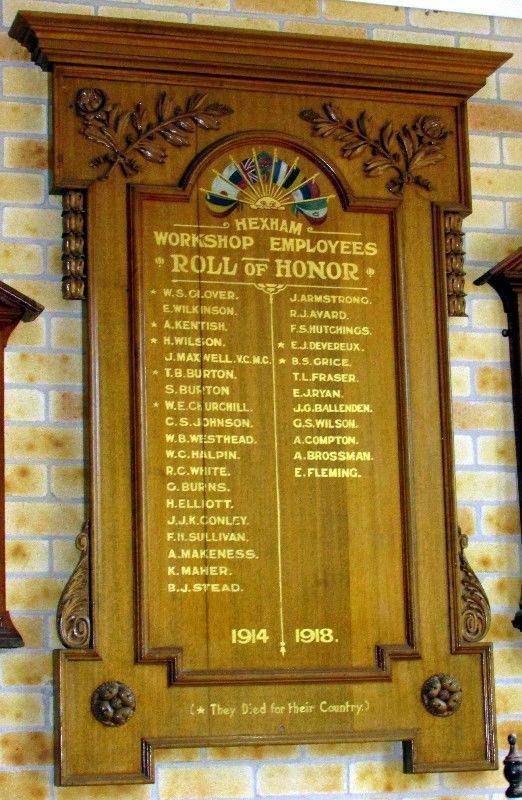 HEXHAM
WORKSHOP EMPLOYEES
ROLL OF HONOR
* W.S.GLOVER.
E.WILKINSON.
* A.KENTISH.
* H.WILSON.
J.MAXWELL.V.C.M.C.
* T.B.BURTON.
S.BURTON
* W.E.CHURCHILL.
C.S.JOHNSON.
W.B.WESTHEAD.
W.C.HALPIN.
R.C.WHITE.
G.BURNS.
H.ELLIOTT.
J.J.K.CONLEY.
F.H.SULLIVAN.
A.MAKENESS.
K.MAHER.
B.J.STEAD.
J.ARMSTRONG.
R.J.AVARD.
F.S.HUTCHINGS.
* E.J.DEVEREUX.
* B.S.GRICE.
T.L.FRASER.
E.J.RYAN.
J.G.BALLENDEN.
G.S.WILSON.
A.COMPTON.
A.BROSSMAN.
E.FLEMING.
1914 1918.
(* They Died for their Country.)